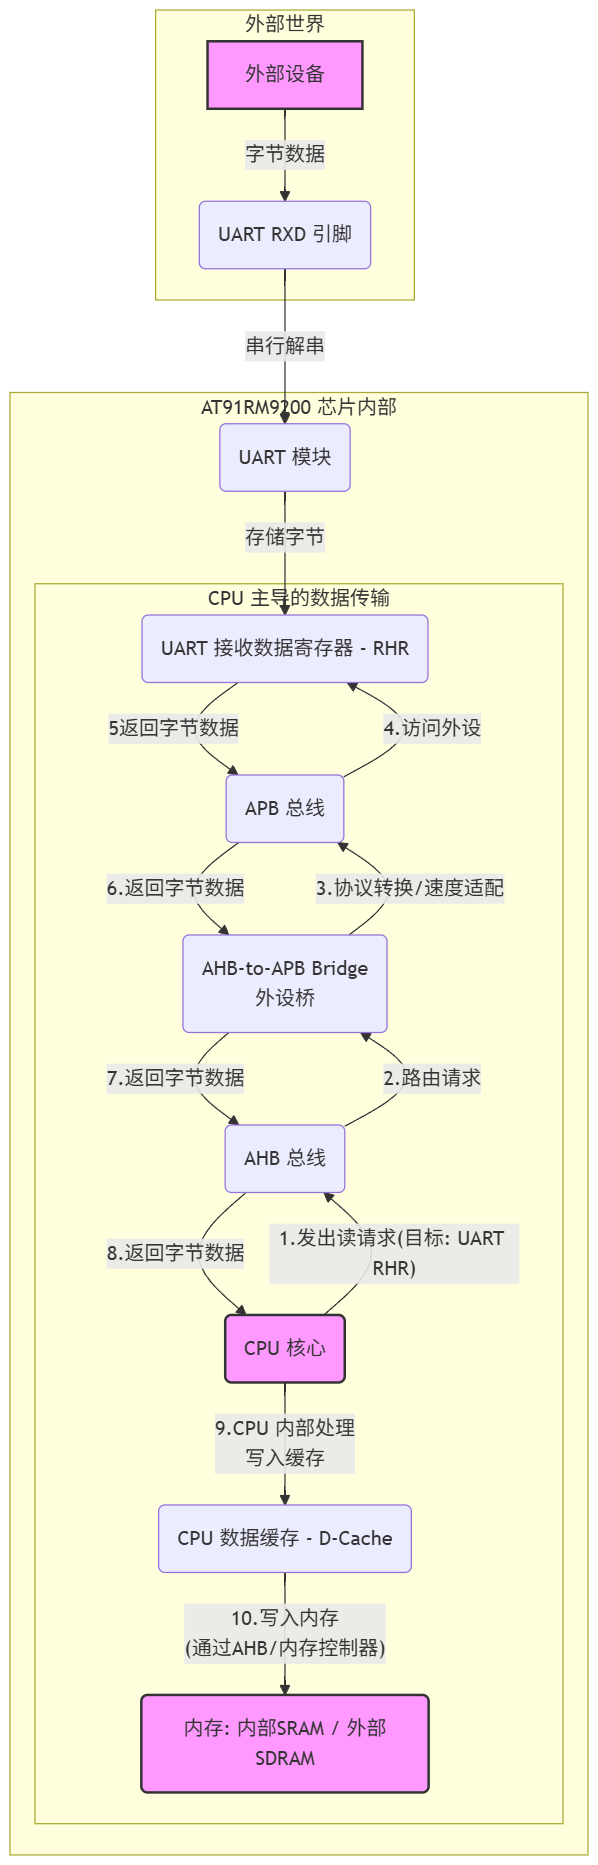 外部世界
外部设备
字节数据
UART RXD 引脚
串行解串
AT91RM9200 芯片内部
UART 模块
存储字节
CPU 主导的数据传输
UART 接收数据寄存器 - RHR
5返回字节数据
4.访问外设
APB 总线
6.返回字节数据
3.协议转换/速度适配
AHB-to-APB Bridge
外设桥
7.返回字节数据
2.路由请求
AHB 总线
8.返回字节数据
1.发出读请求(目标: UART
RHR)
CPU 核心
9.CPU 内部处理
写入缓存
CPU 数据缓存 - D-Cache
10.写入内存
(通过AHB/内存控制器)
内存: 内部SRAM / 外部
SDRAM